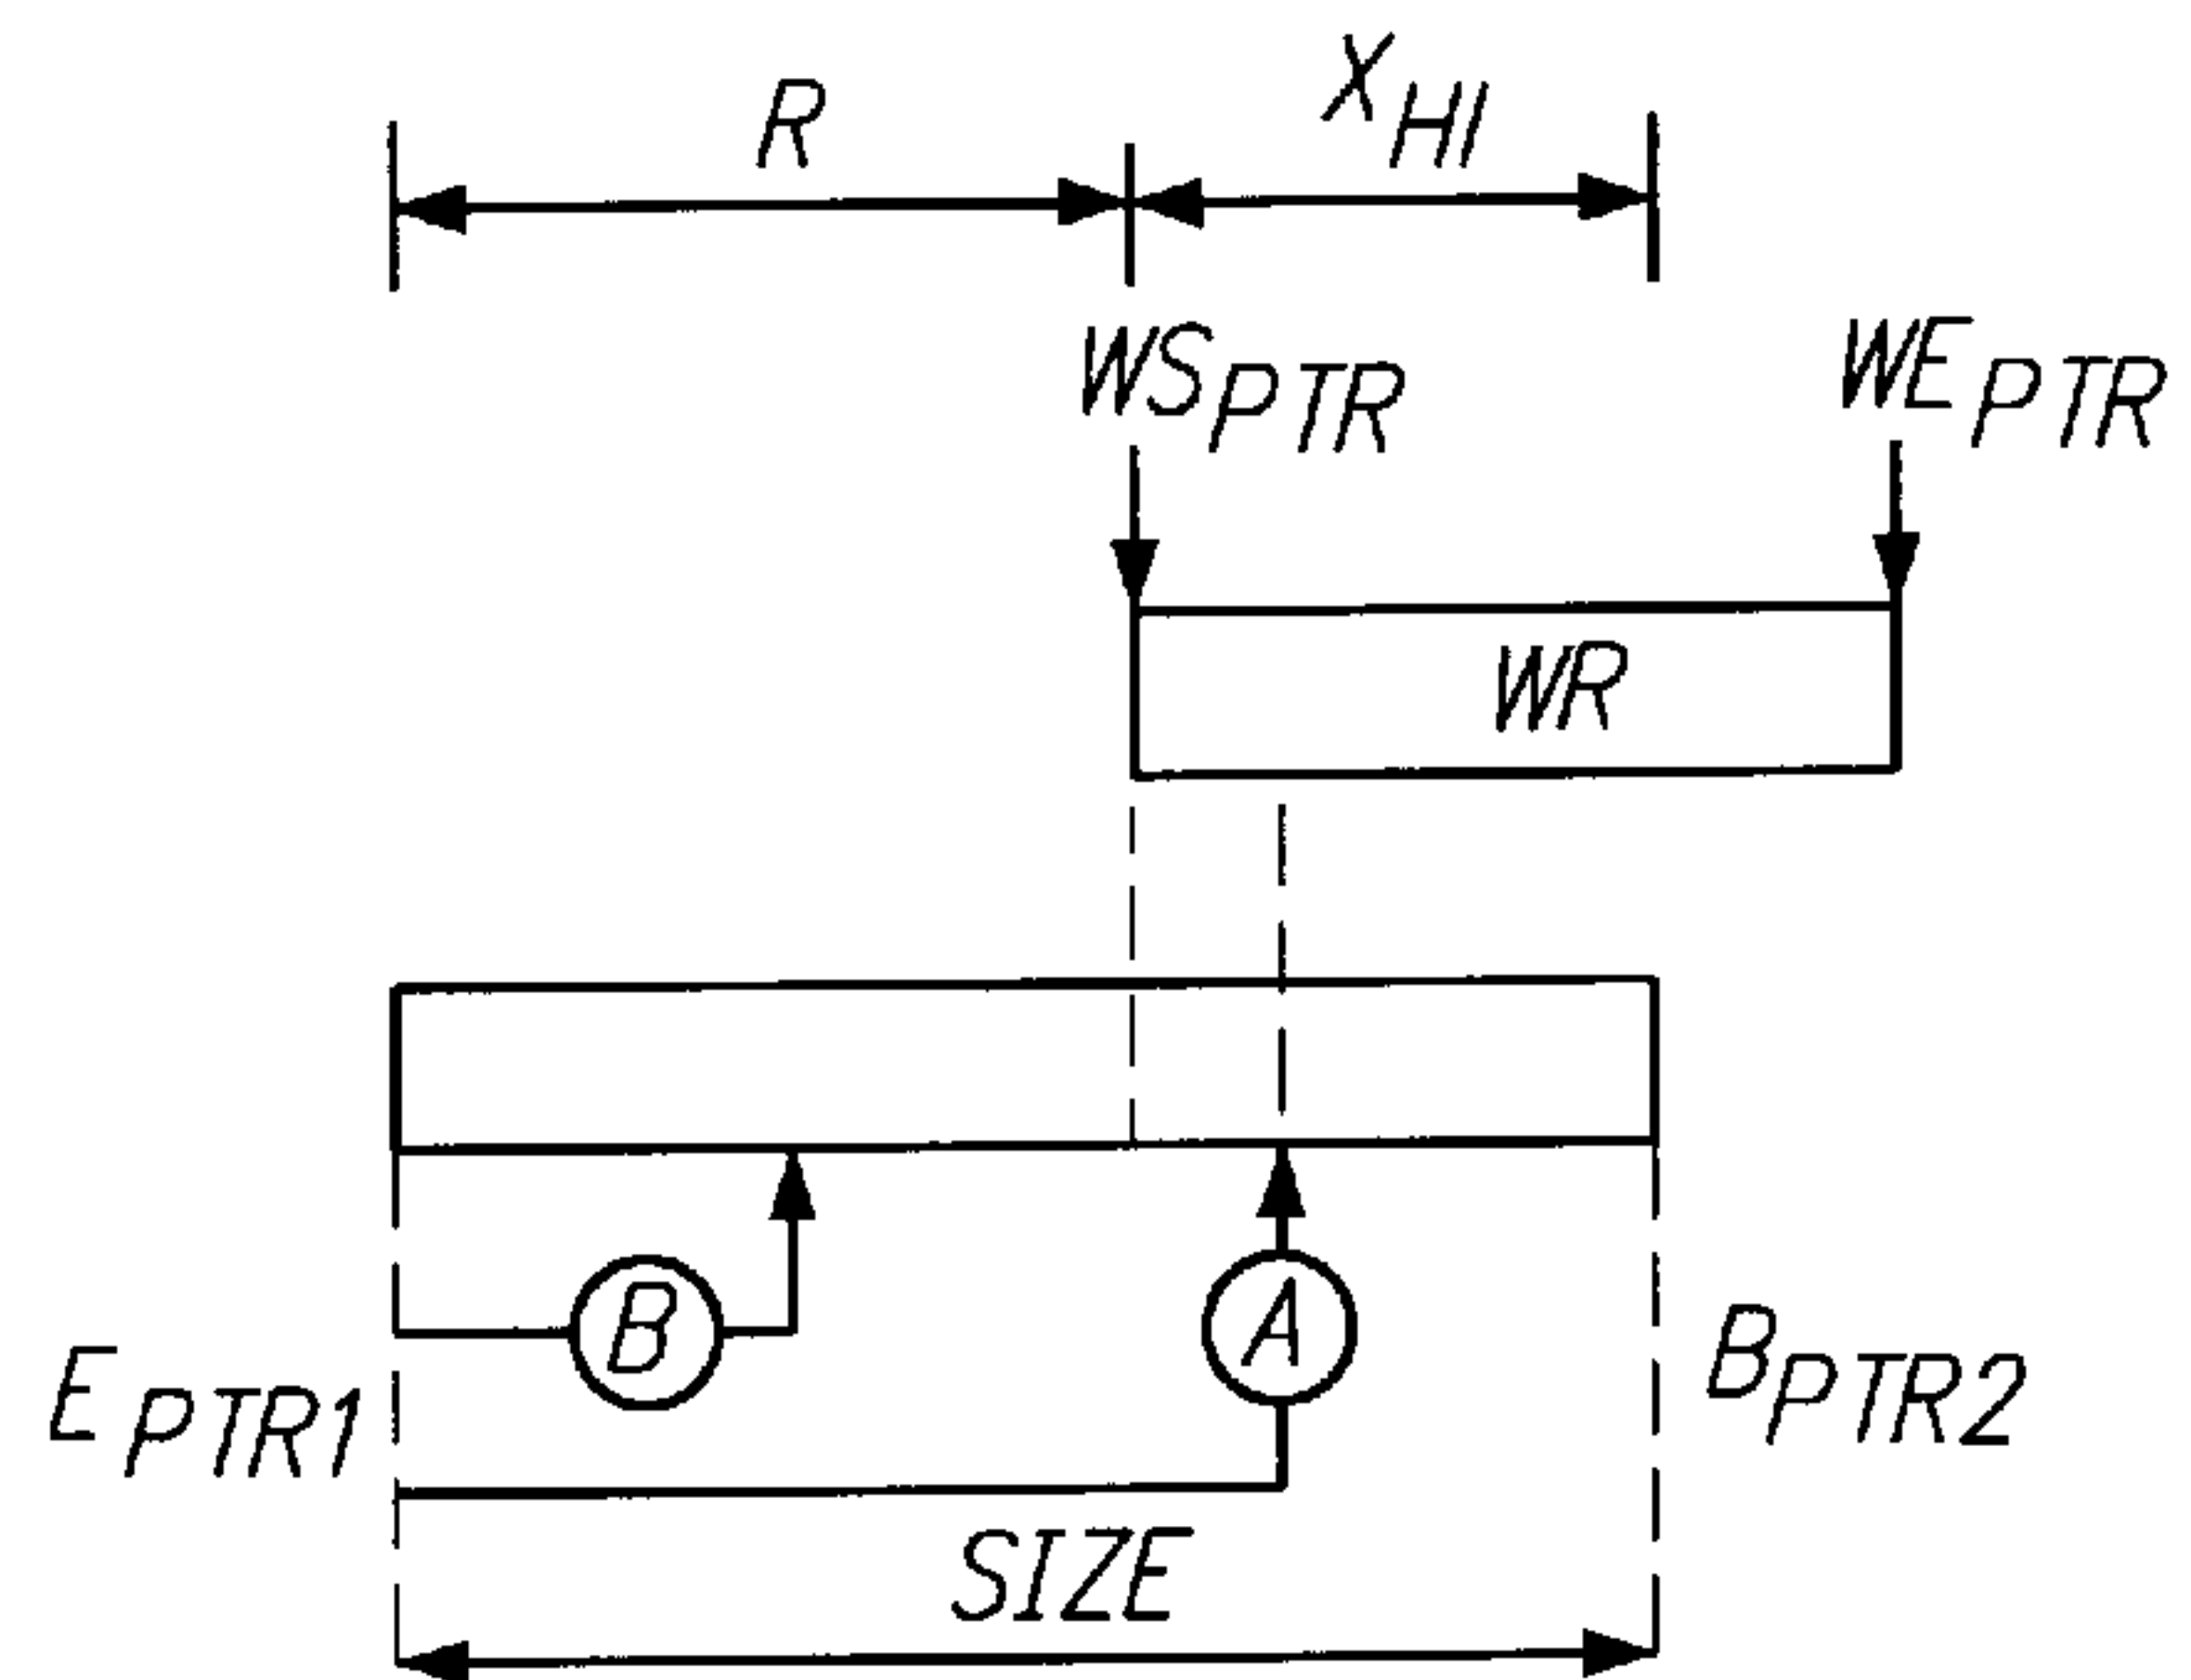 R
X_HI
WS_PTR
WE_PTR
WR
B
A
E_PTR1
B_PTR2
SIZE